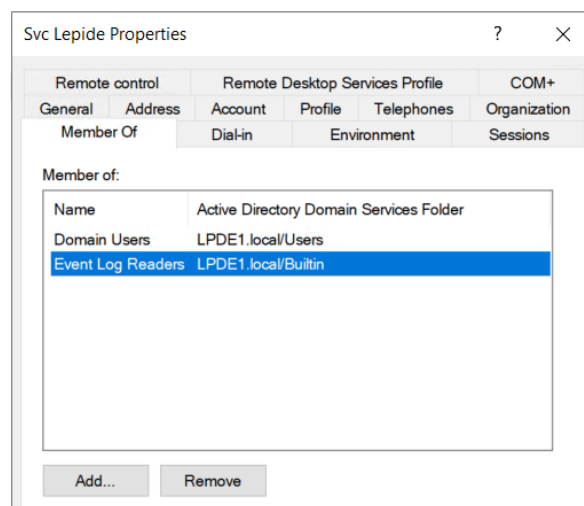 Svc Lepide Properties ?
Remote control Remote Desktop Services Profile COM+
General Address Account Profile Telephones Organization
Member Of Dial-in Environment Sessions
Member of:
Name Active Directory Domain Services Folder
Domain Users LPDE1.local/Users
Event Log Readers LPDE1.local/Builtin
Add... Remove